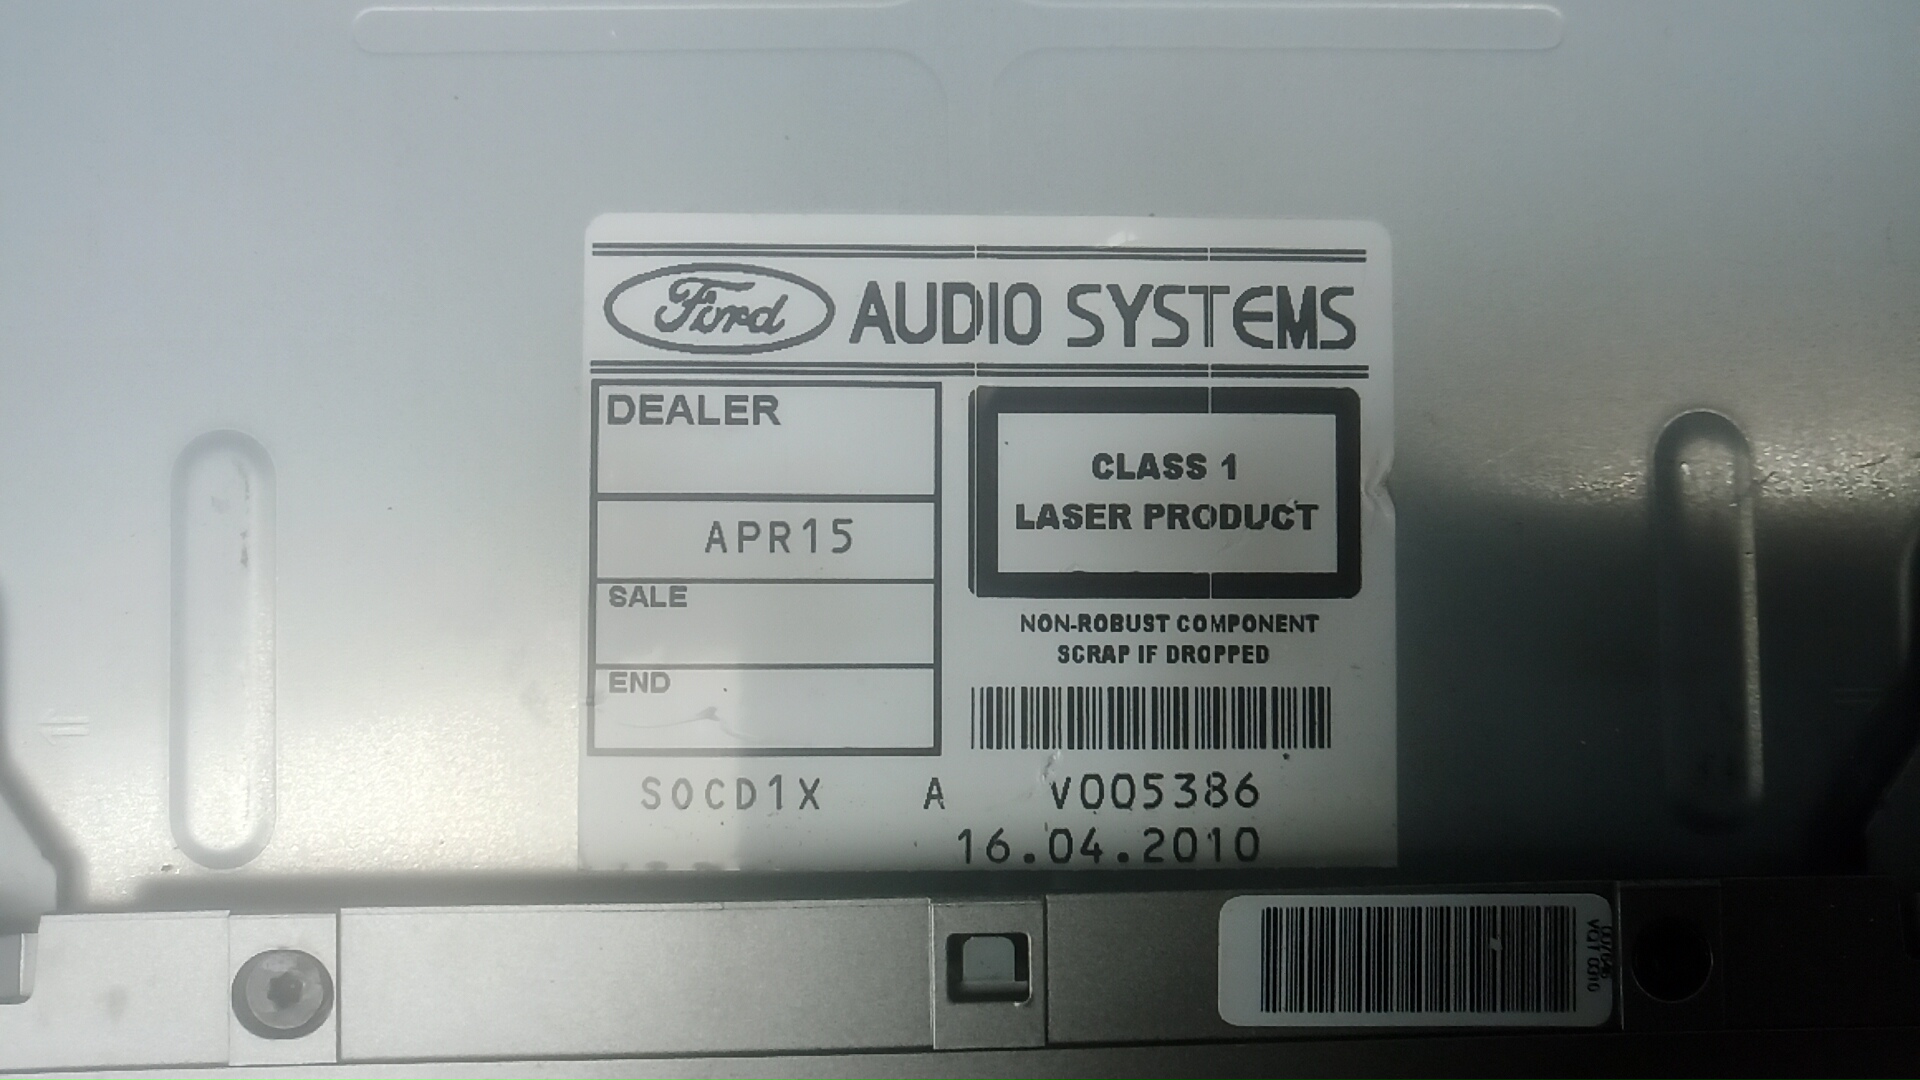 Ford AUDIO SYSTEMS
DEALER
APR15
SALE
END
CLASS 1
LASER PRODUCT
NON-ROBUST COMPONENT
SCRAP IF DROPPED
SOCD1X A V005386
16.04.2010